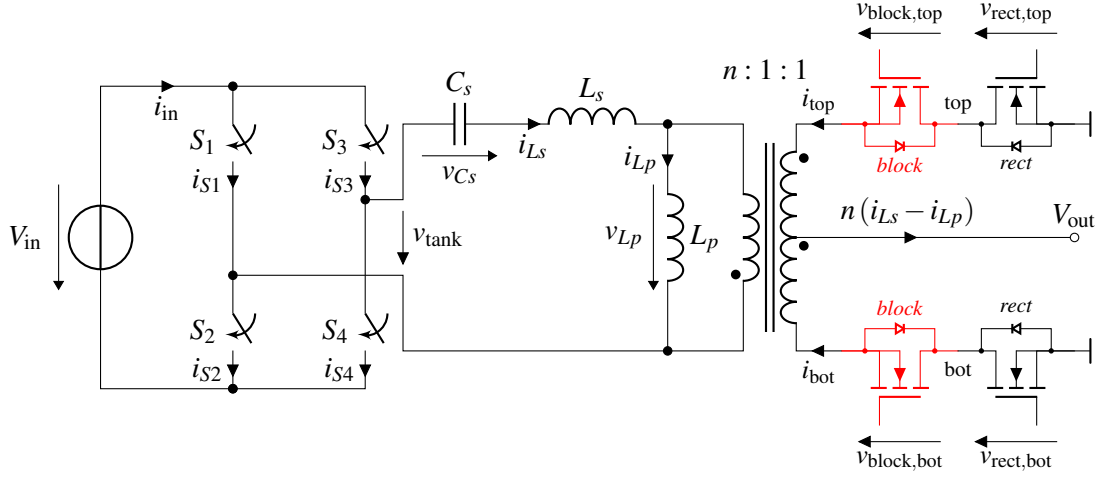 v_block,top
v_rect,top
C_s
L_s
n : 1 : 1
i_in
i_top
top
S_1
S_3
i_Ls
i_Lp
block
rect
v_Cs
i_S1
i_S3
n (i_Ls − i_Lp)
V_out
V_in
v_tank
v_Lp
L_p
block
rect
S_2
S_4
i_S2
i_S4
i_bot
bot
v_block,bot
v_rect,bot